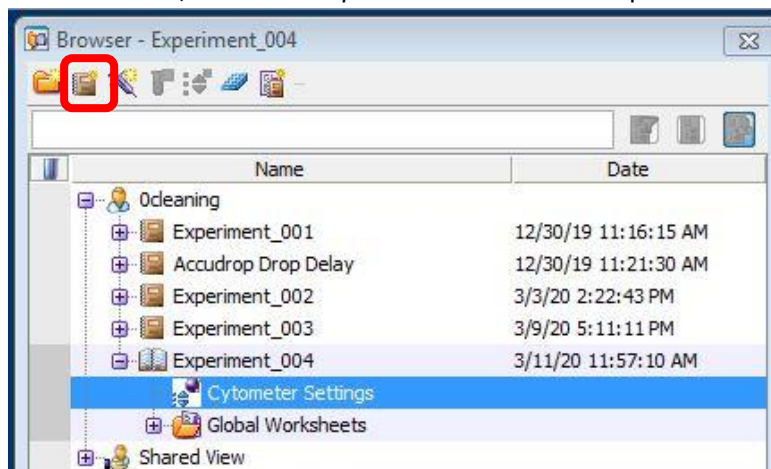 Browser - Experiment_004
Name Date
0cleaning
Experiment_001 12/30/19 11:16:15 AM
Accudrop Drop Delay 12/30/19 11:21:30 AM
Experiment_002 3/3/20 2:22:43 PM
Experiment_003 3/9/20 5:11:11 PM
Experiment_004 3/11/20 11:57:10 AM
Cytometer Settings
Global Worksheets
Shared View